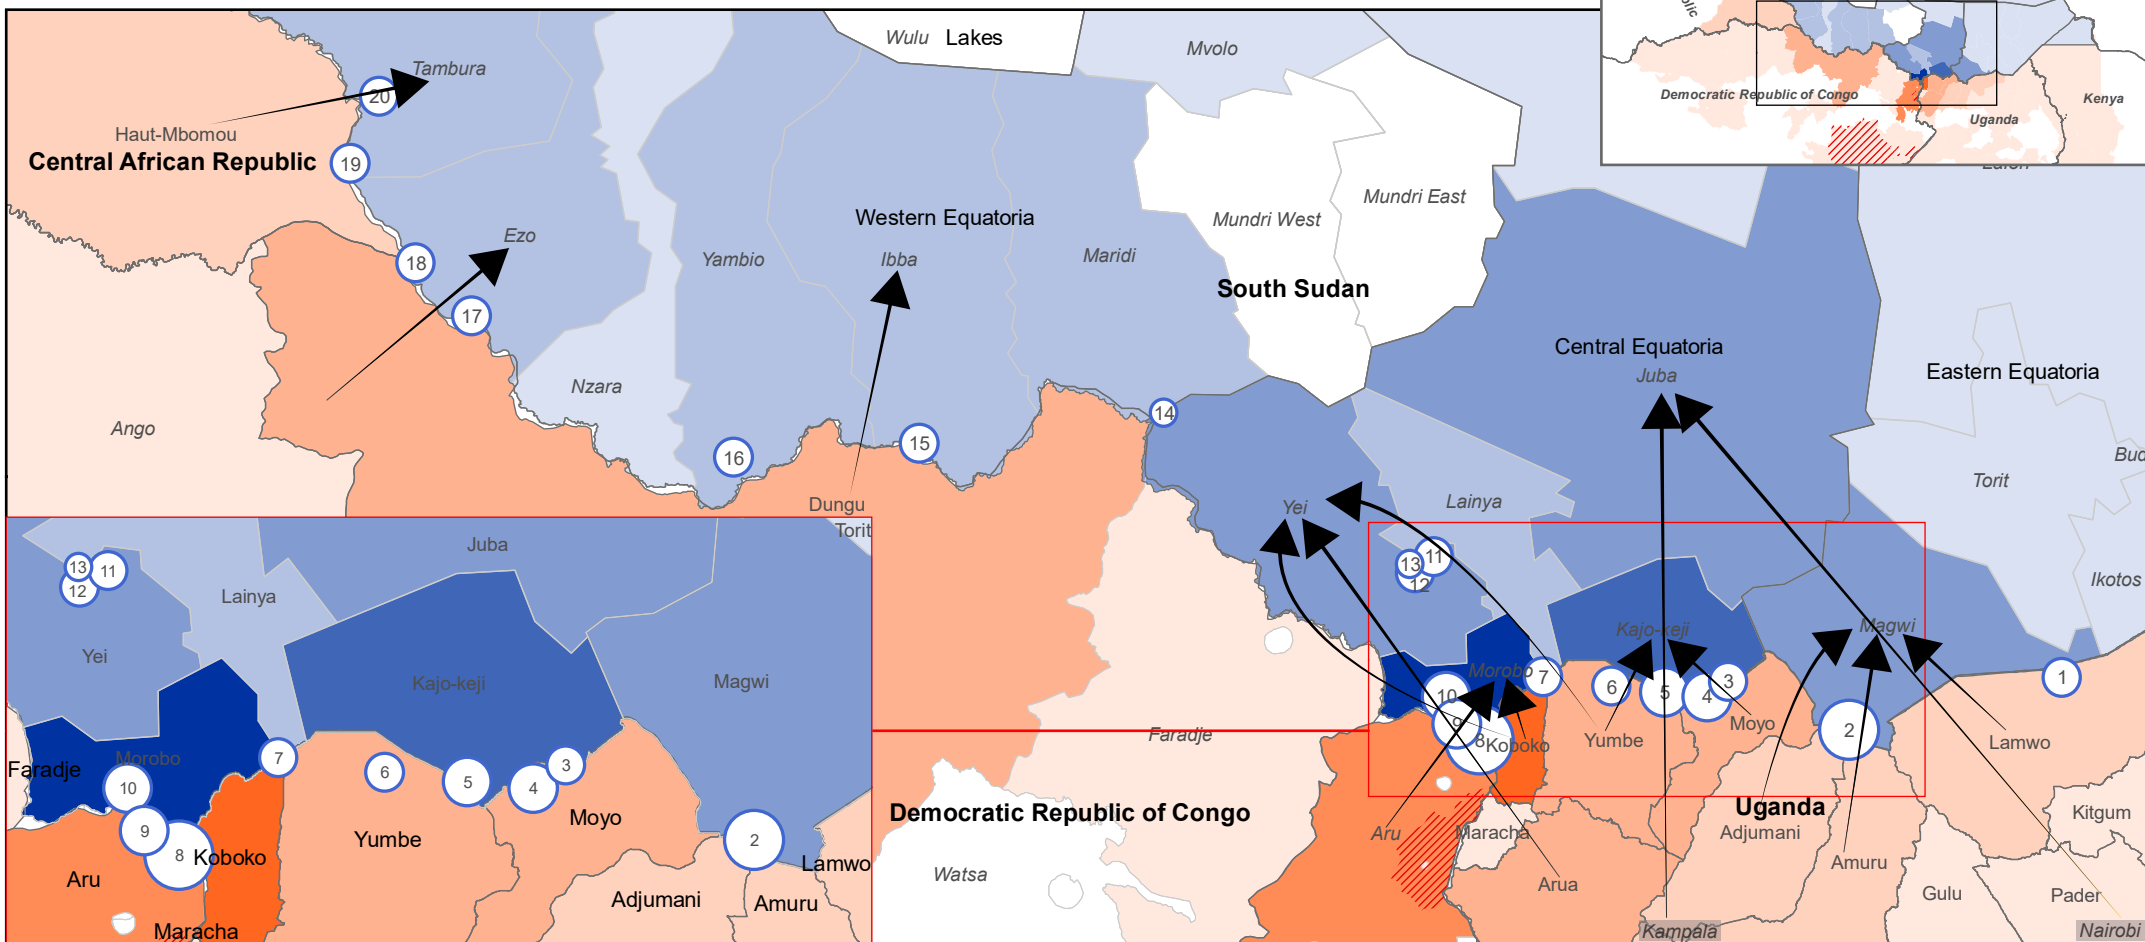 Wulu
Lakes
Mvolo
Tambura
20
Haut-Mbomou
Central African Republic
19
Democratic Republic of Congo
Uganda
Kenya
Mundri East
Mundri West
Western Equatoria
Ezo
Yambio
Ibba
Maridi
South Sudan
18
17
Central Equatoria
Juba
Eastern Equatoria
Nzara
Ango
14
15
16
Torit
Lainya
Yei
Dungu
Torit
Ikotos
11
13
12
Juba
13
11
12
Lainya
Yei
Kajo-keji
Magwi
Morobo
Faradje
10
7
6
5
4
3
2
9
8
Koboko
Yumbe
Moyo
Lamwo
Aru
Adjumani
Amuru
Maracha
Kajo-keji
Magwi
Morobo
7
6
5
4
3
1
10
9
8
2
Koboko
Yumbe
Moyo
Lamwo
Faradje
Democratic Republic of Congo
Watsa
Aru
Maracha
Uganda
Adjumani
Kitgum
Amuru
Arua
Gulu
Pader
Kampala
Nairobi